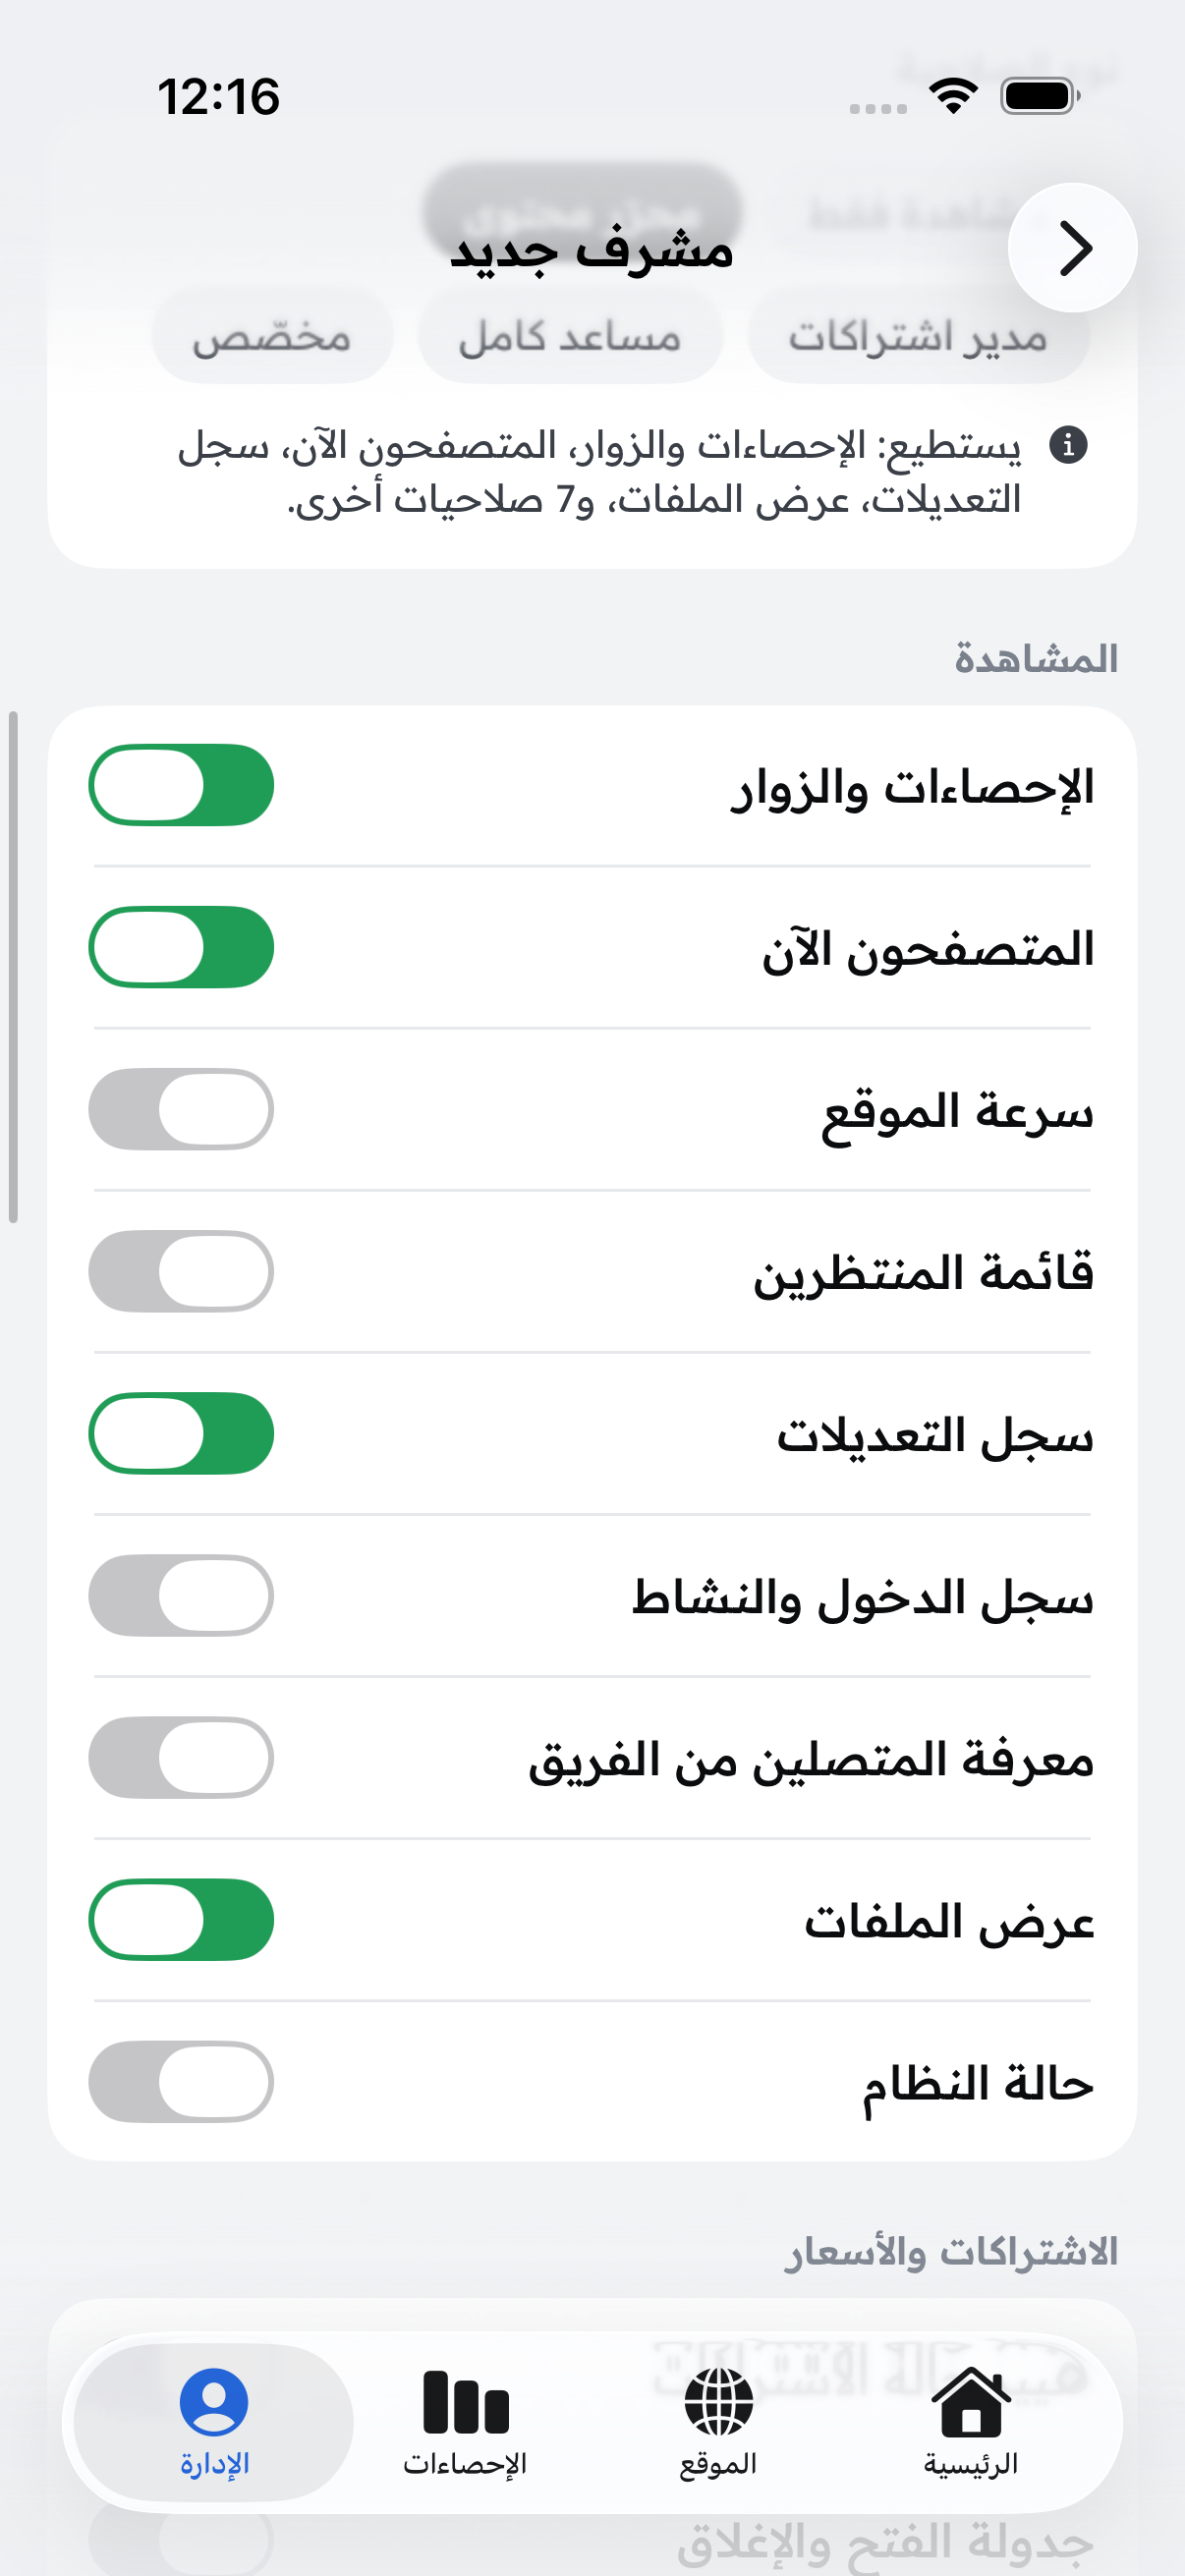 12:16
محرّر محتوى
مشرف جديد
مدير اشتراكات
مساعد كامل
مخصّص
يستطيع: الإحصاءات والزوار، المتصفحون الآن، سجل
التعديلات، عرض الملفات، و7 صلاحيات أخرى.
المشاهدة
الإحصاءات والزوار
المتصفحون الآن
سرعة الموقع
قائمة المنتظرين
سجل التعديلات
سجل الدخول والنشاط
معرفة المتصلين من الفريق
عرض الملفات
حالة النظام
الاشتراكات والأسعار
الرئيسية
الموقع
الإحصاءات
الإدارة
جدولة الفتح والإغلاق